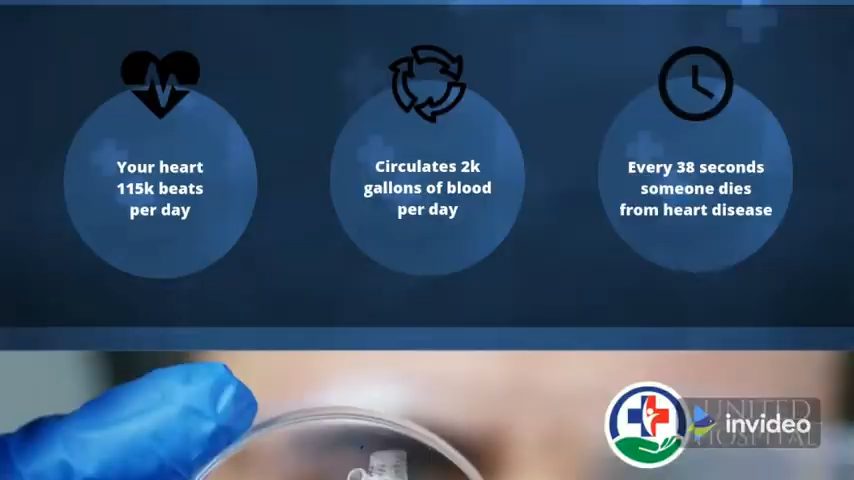 Your heart
115k beats
per day
Circulates 2k
gallons of blood
per day
Every 38 seconds
someone dies
from heart disease
UNITED
HOSPITAL
invideo